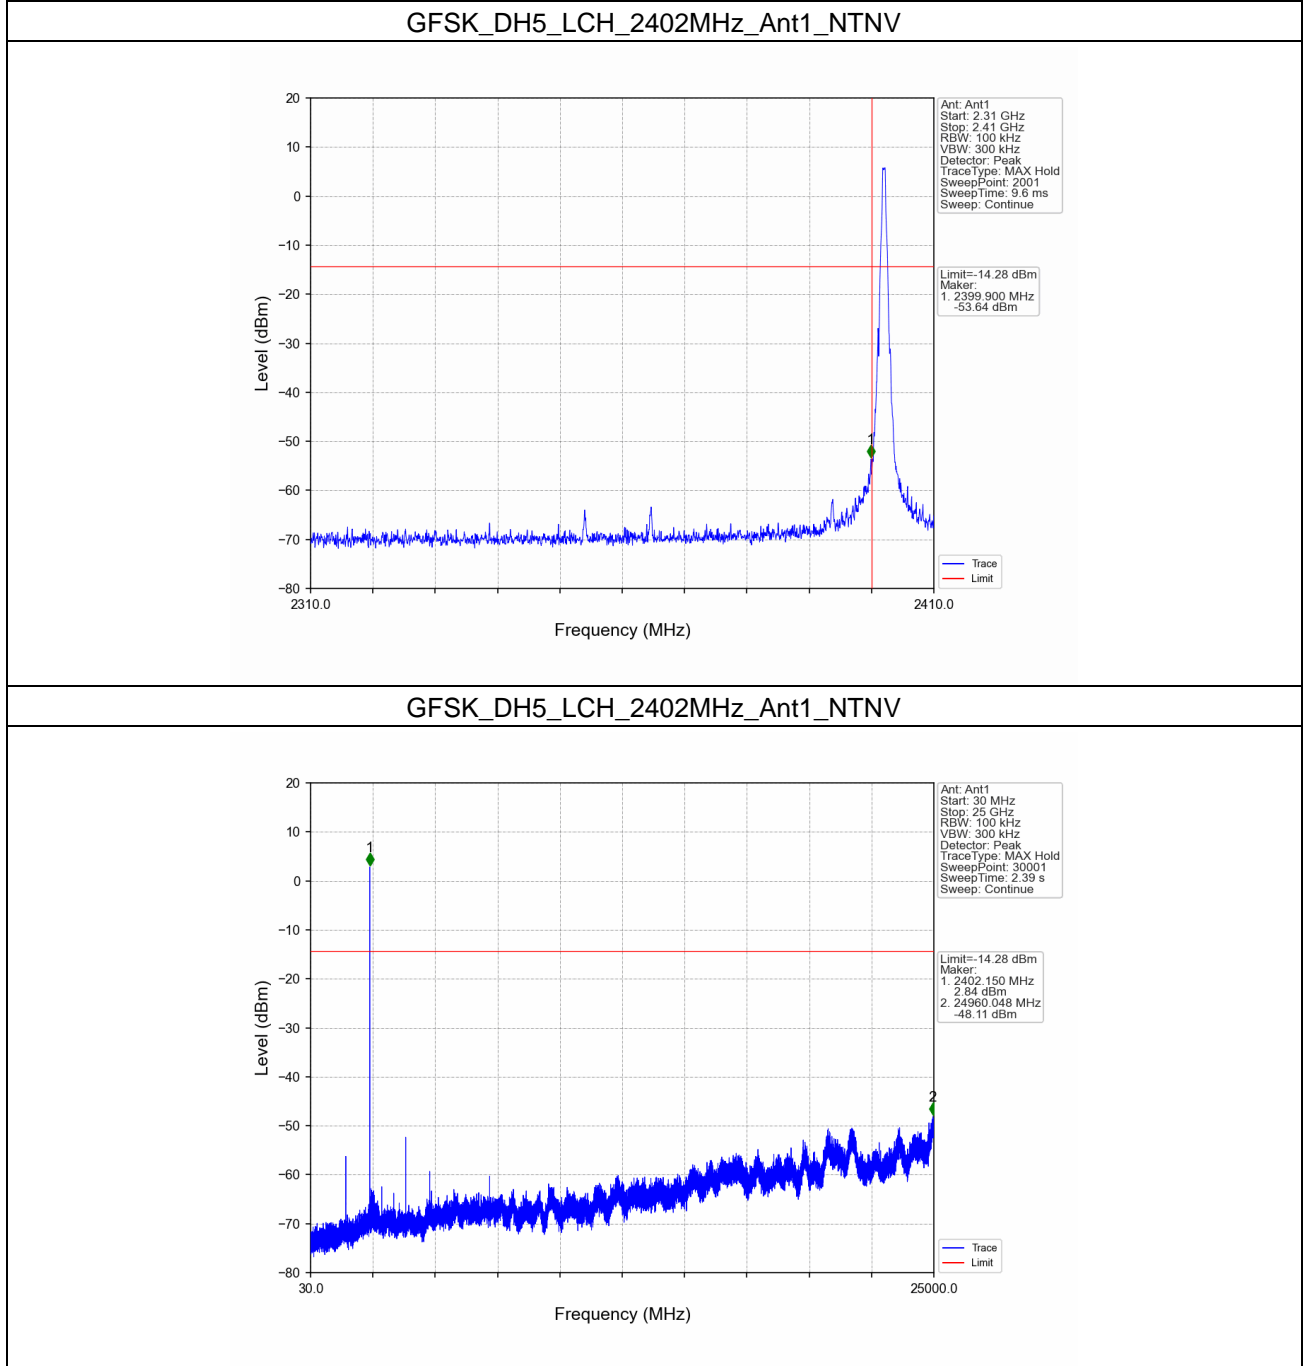 GFSK_DH5_LCH_2402MHz_Ant1_NTNV
20
10
0
−10
−20
−30
−40
−50
−60
−70
−80
Level (dBm)
1
2310.0
2410.0
Frequency (MHz)
Ant: Ant1
Start: 2.31 GHz
Stop: 2.41 GHz
RBW: 100 kHz
VBW: 300 kHz
Detector: Peak
TraceType: MAX Hold
SweepPoint: 2001
SweepTime: 9.6 ms
Sweep: Continue
Limit=-14.28 dBm
Maker:
1. 2399.900 MHz
-53.64 dBm
Trace
Limit
GFSK_DH5_LCH_2402MHz_Ant1_NTNV
20
10
0
−10
−20
−30
−40
−50
−60
−70
−80
Level (dBm)
1
2
30.0
25000.0
Frequency (MHz)
Ant: Ant1
Start: 30 MHz
Stop: 25 GHz
RBW: 100 kHz
VBW: 300 kHz
Detector: Peak
TraceType: MAX Hold
SweepPoint: 30001
SweepTime: 2.39 s
Sweep: Continue
Limit=-14.28 dBm
Maker:
1. 2402.150 MHz
2.84 dBm
2. 24960.048 MHz
-48.11 dBm
Trace
Limit